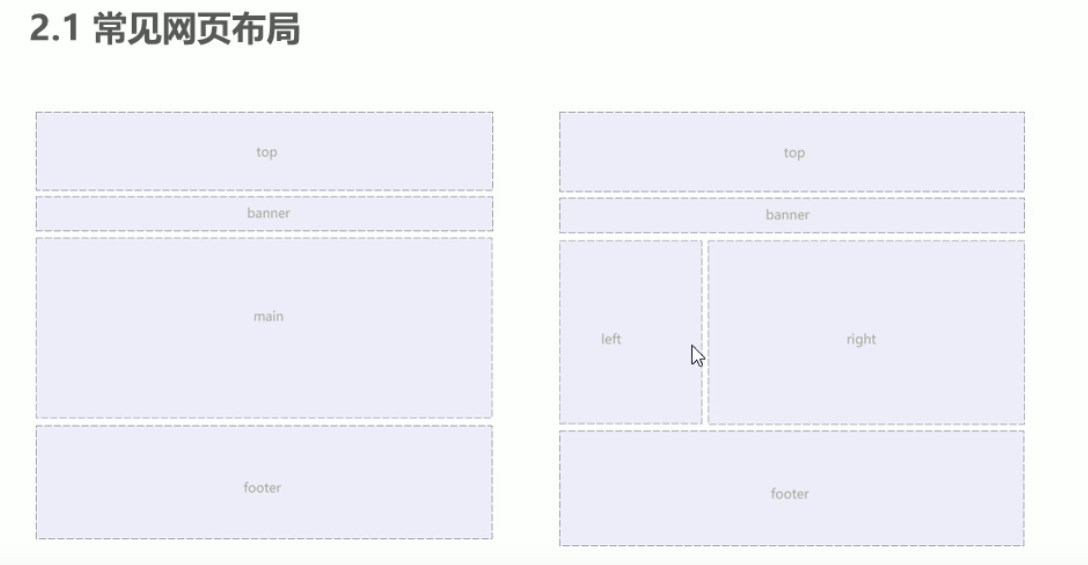 2.1 常见网页布局
top
banner
main
footer
top
banner
left
right
footer